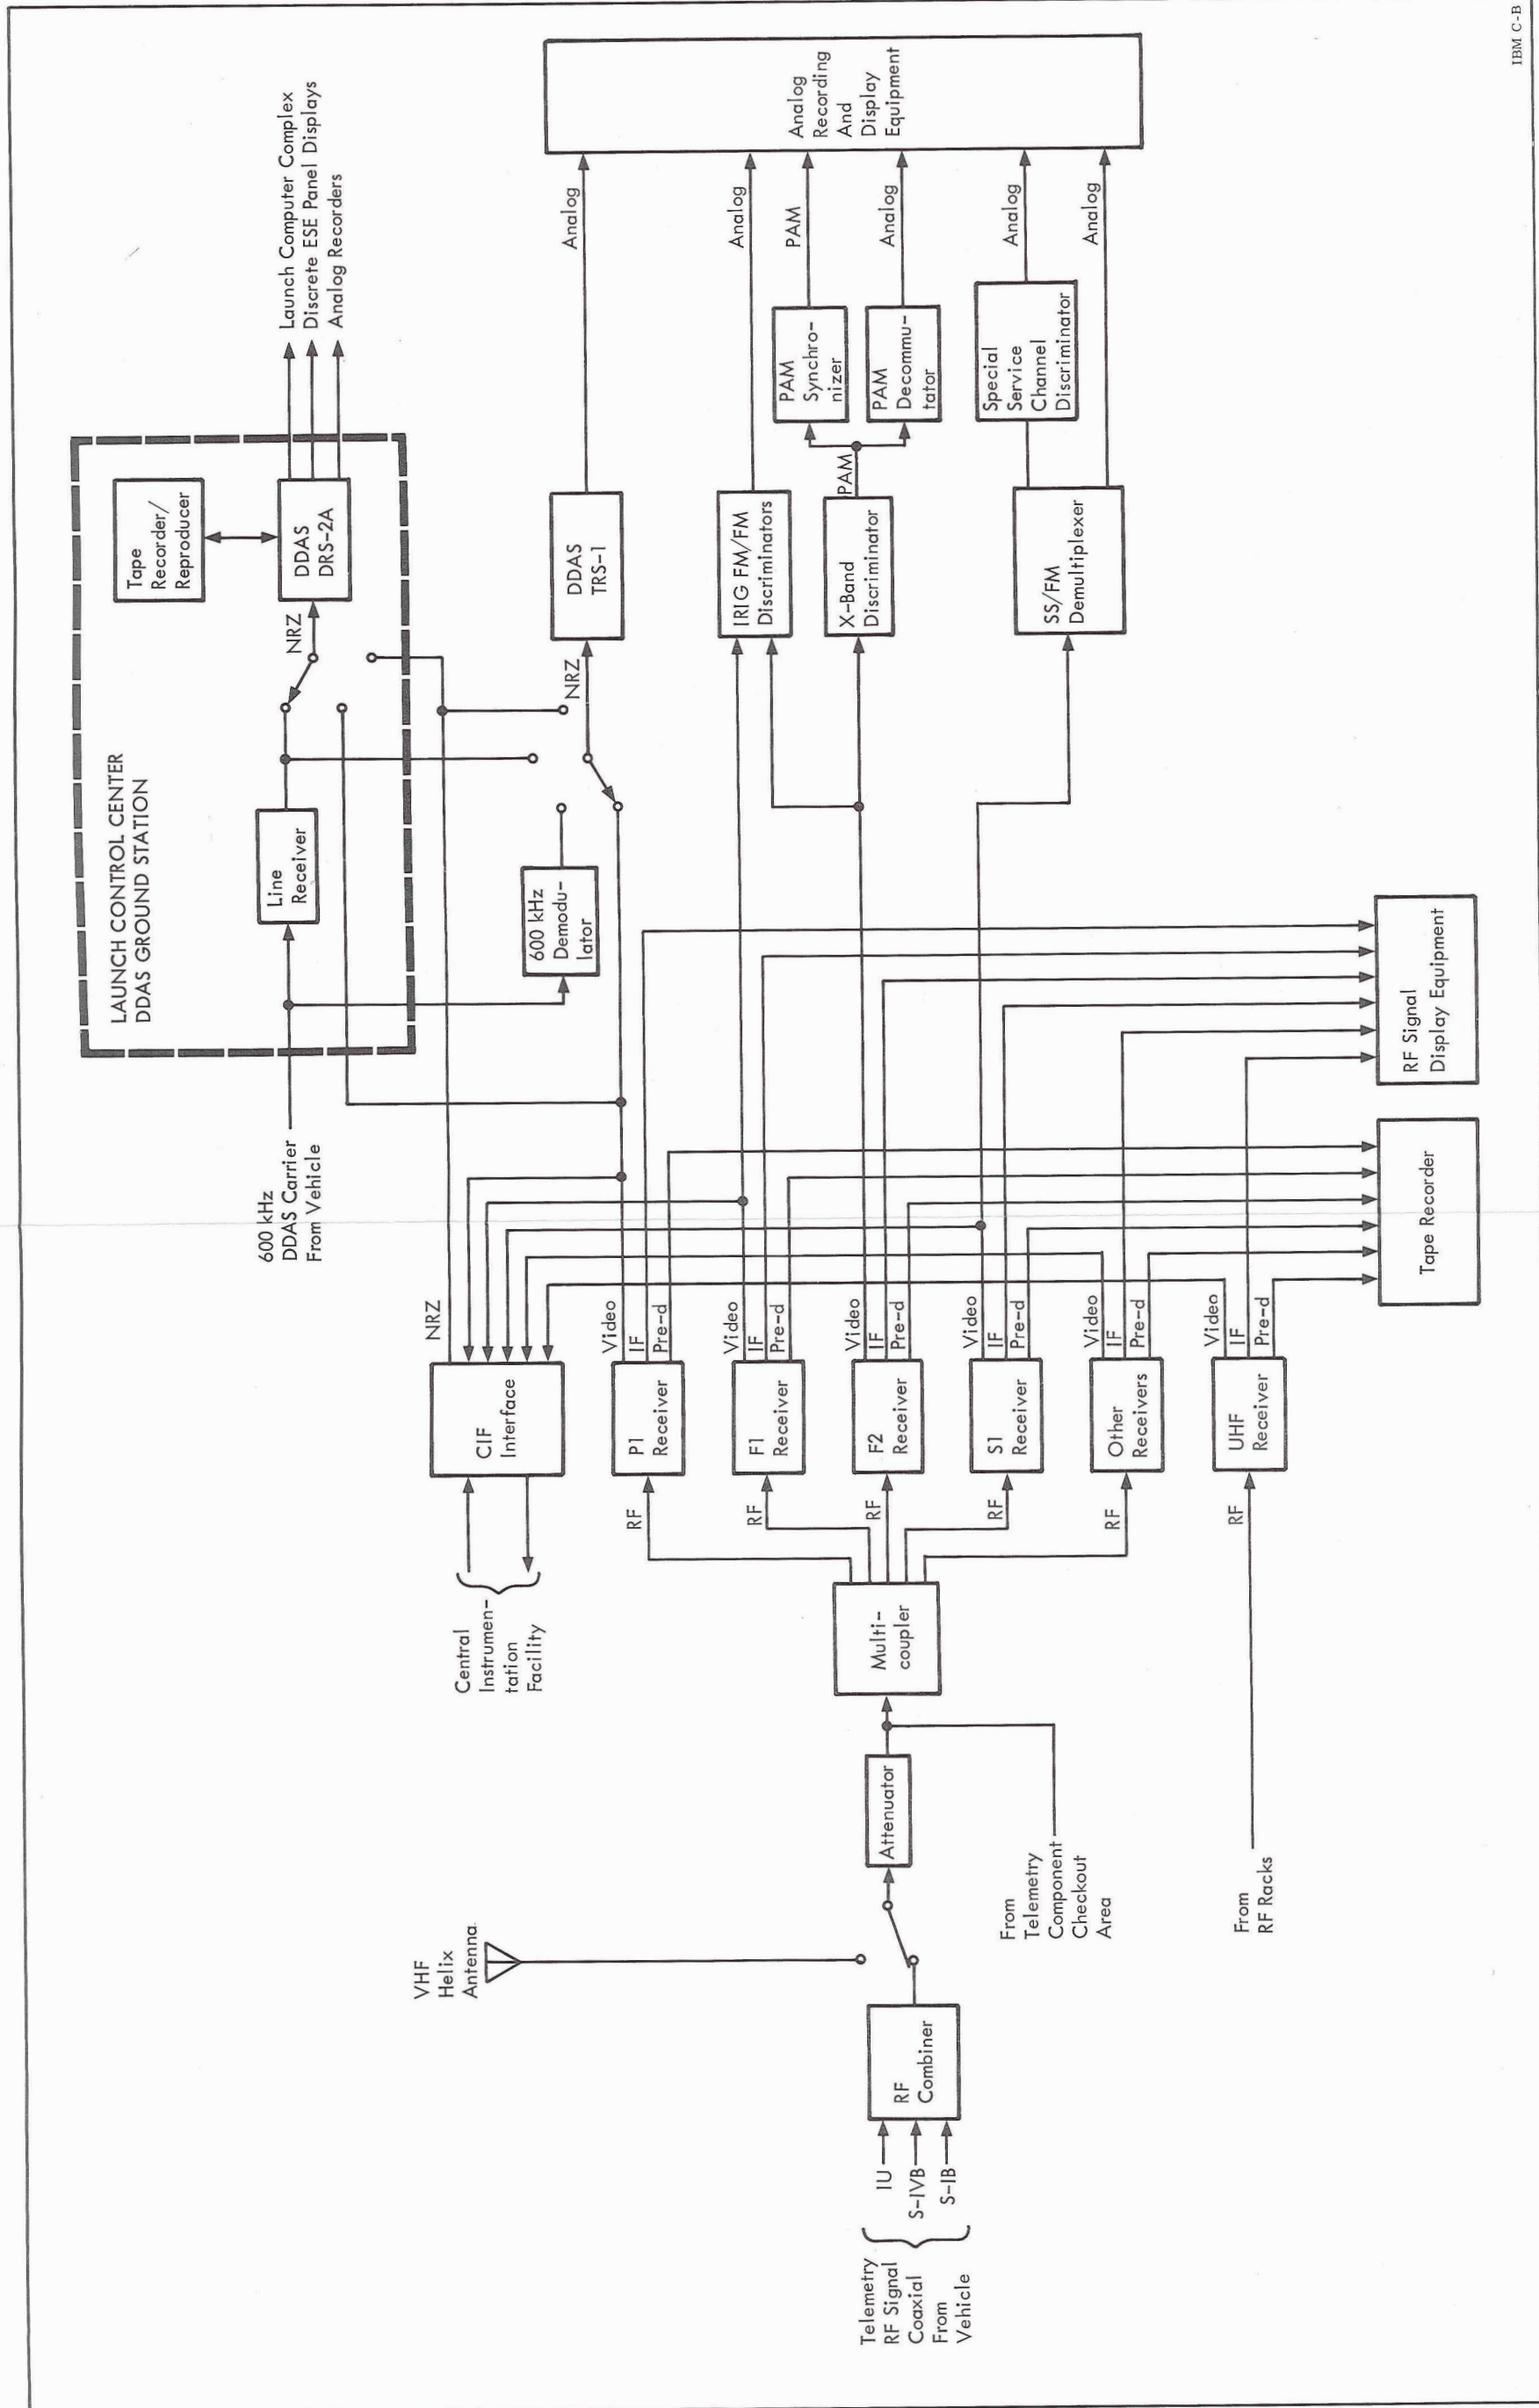 LAUNCH CONTROL CENTER
DDAS GROUND STATION
Tape
Recorder/
Reproducer
Line
Receiver
NRZ
DDAS
DRS-2A
Launch Computer Complex
Discrete ESE Panel Displays
Analog Recorders
600 kHz
DDAS Carrier
From Vehicle
600 kHz
Demodu-
lator
NRZ
DDAS
TRS-1
Analog
Analog
Recording
And
Display
Equipment
Central
Instrumen-
tation
Facility
CIF
Interface
NRZ
RF
P1
Receiver
Video
IF
Pre-d
RF
F1
Receiver
Video
IF
Pre-d
IRIG FM/FM
Discriminators
Analog
RF
F2
Receiver
Video
IF
Pre-d
X-Band
Discriminator
PAM
PAM
Synchro-
nizer
PAM
PAM
Decommu-
tator
Analog
RF
S1
Receiver
Video
IF
Pre-d
SS/FM
Demultiplexer
Special
Service
Channel
Discriminator
Analog
Analog
RF
Other
Receivers
Video
IF
Pre-d
RF
UHF
Receiver
Video
IF
Pre-d
VHF
Helix
Antenna
Telemetry
RF Signal
Coaxial
From
Vehicle
IU
S-IVB
S-IB
RF
Combiner
Attenuator
Multi-
coupler
From
Telemetry
Component
Checkout
Area
From
RF Racks
Tape Recorder
RF Signal
Display Equipment
IBM C-B